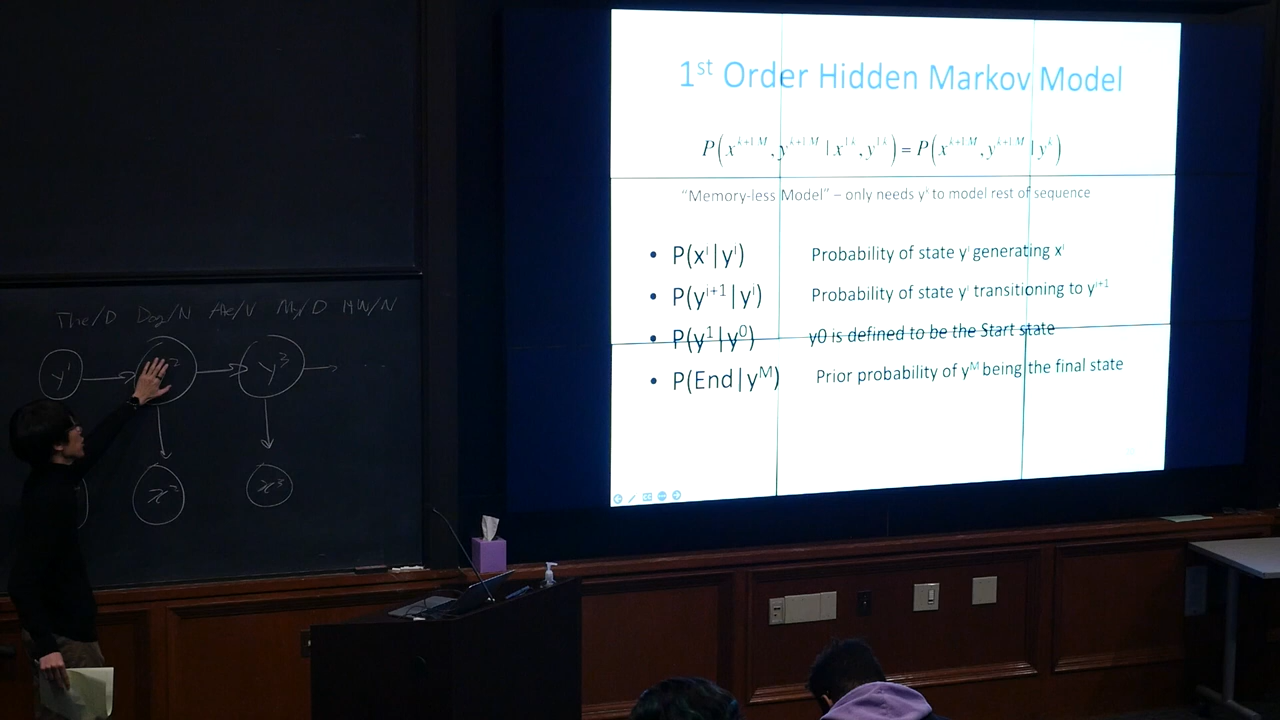 1st Order Hidden Markov Model
P(x^{k+1:M}, y^{k+1:M} | x^{1:k}, y^{1:k}) = P(x^{k+1:M}, y^{k+1:M} | y^k)
“Memory-less Model” – only needs y^k to model rest of sequence
• P(x^i|y^i) Probability of state y^i generating x^i
• P(y^{i+1}|y^i) Probability of state y^i transitioning to y^{i+1}
• P(y^1|y^0) y0 is defined to be the Start state
• P(End|y^M) Prior probability of y^M being the final state
The/D Dog/N My/D HW/N
y^1 y^3 ...
x^2 x^3